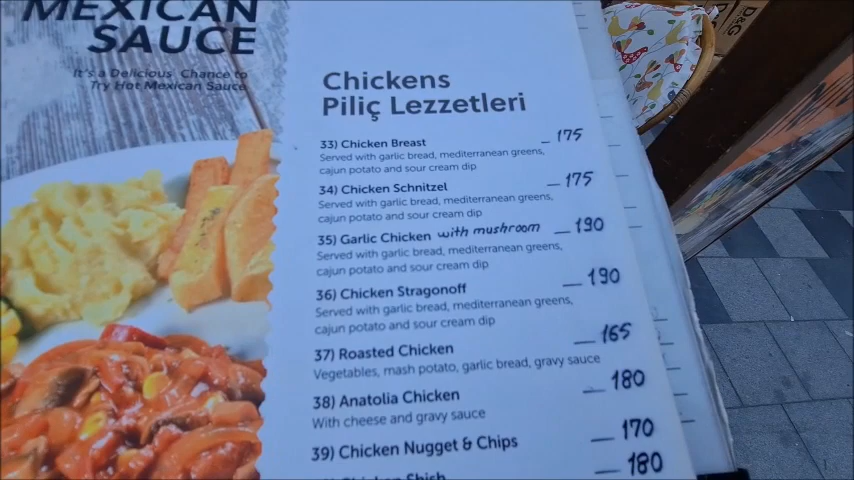 MEXICAN
SAUCE
It's a Delicious Chance to
Try Hot Mexican Sauce
Chickens
Piliç Lezzetleri
33) Chicken Breast — 175
Served with garlic bread, mediterranean greens,
cajun potato and sour cream dip
34) Chicken Schnitzel — 175
Served with garlic bread, mediterranean greens,
cajun potato and sour cream dip
35) Garlic Chicken with mushroom — 190
Served with garlic bread, mediterranean greens,
cajun potato and sour cream dip
36) Chicken Stragonoff — 190
Served with garlic bread, mediterranean greens,
cajun potato and sour cream dip
37) Roasted Chicken — 165
Vegetables, mash potato, garlic bread, gravy sauce
38) Anatolia Chicken — 180
With cheese and gravy sauce
39) Chicken Nugget & Chips — 170
Chicken Shish — 180
D&G